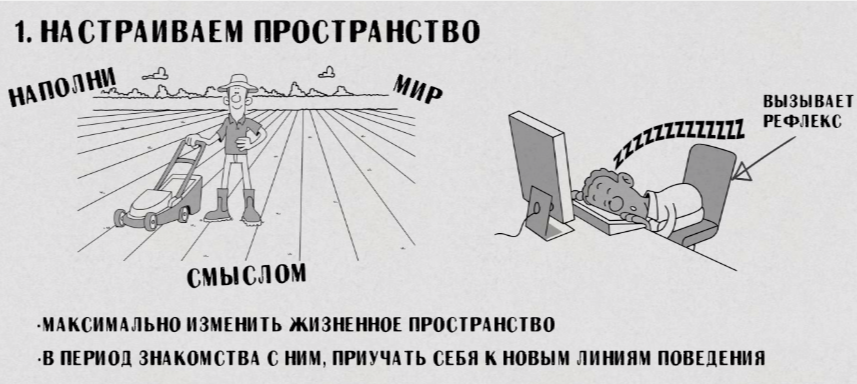 1. НАСТРАИВАЕМ ПРОСТРАНСТВО
НАПОЛНИ
МИР
СМЫСЛОМ
ZZZZZZZZZZZZZ
ВЫЗЫВАЕТ
РЕФЛЕКС
·МАКСИМАЛЬНО ИЗМЕНИТЬ ЖИЗНЕННОЕ ПРОСТРАНСТВО
·В ПЕРИОД ЗНАКОМСТВА С НИМ, ПРИУЧАТЬ СЕБЯ К НОВЫМ ЛИНИЯМ ПОВЕДЕНИЯ